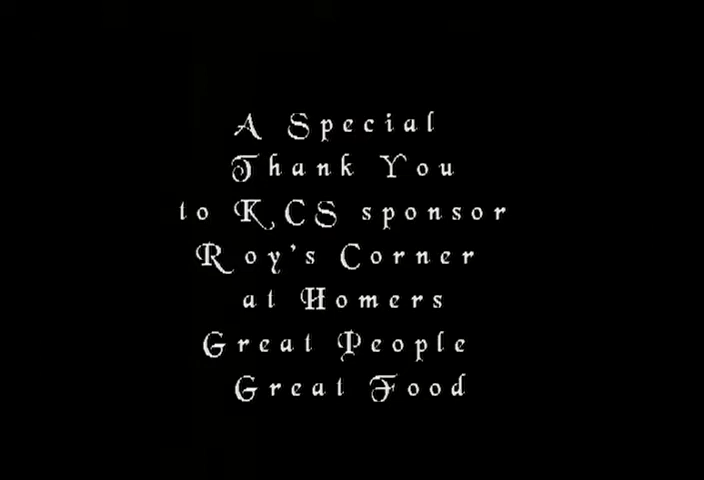 A Special
Thank You
to KCS sponsor
Roy's Corner
at Homers
Great People
Great Food